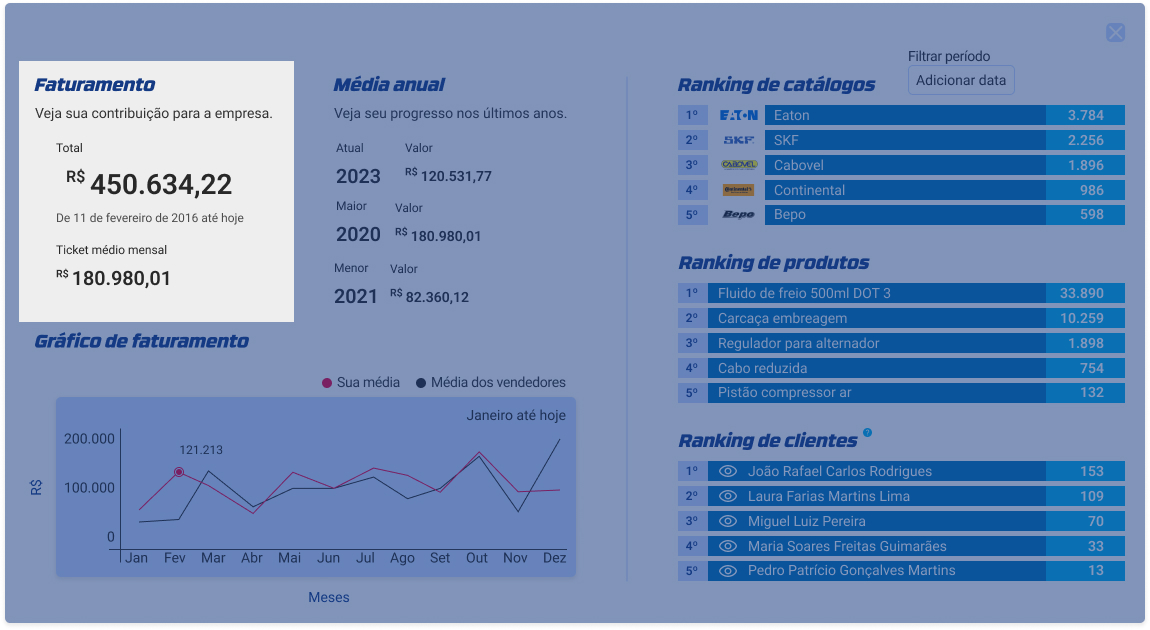 Faturamento
Veja sua contribuição para a empresa.
Total
R$ 450.634,22
De 11 de fevereiro de 2016 até hoje
Ticket médio mensal
R$ 180.980,01
Média anual
Veja seu progresso nos últimos anos.
Atual Valor
2023 R$ 120.531,77
Maior Valor
2020 R$ 180.980,01
Menor Valor
2021 R$ 82.360,12
Gráfico de faturamento
Sua média Média dos vendedores
Janeiro até hoje
200.000
121.213
100.000
R$
0
Jan Fev Mar Abr Mai Jun Jul Ago Set Out Nov Dez
Meses
Filtrar período
Adicionar data
Ranking de catálogos
1º EATON Eaton 3.784
2º SKF SKF 2.256
3º CABOVEL Cabovel 1.896
4º Continental Continental 986
5º Bepo Bepo 598
Ranking de produtos
1º Fluido de freio 500ml DOT 3 33.890
2º Carcaça embreagem 10.259
3º Regulador para alternador 1.898
4º Cabo reduzida 754
5º Pistão compressor ar 132
Ranking de clientes ?
1º João Rafael Carlos Rodrigues 153
2º Laura Farias Martins Lima 109
3º Miguel Luiz Pereira 70
4º Maria Soares Freitas Guimarães 33
5º Pedro Patrício Gonçalves Martins 13